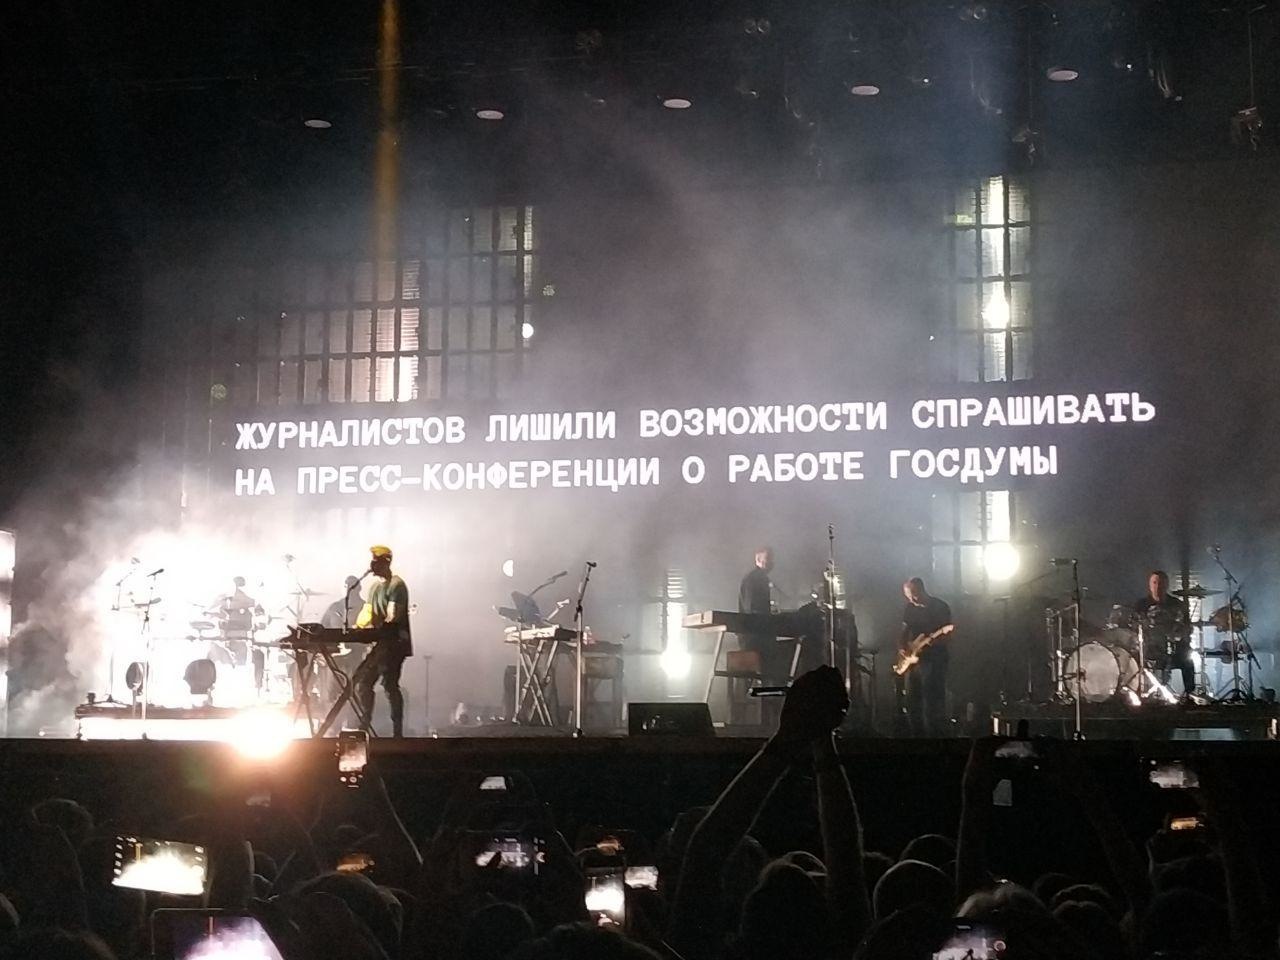 ЖУРНАЛИСТОВ ЛИШИЛИ ВОЗМОЖНОСТИ СПРАШИВАТЬ
НА ПРЕСС-КОНФЕРЕНЦИИ О РАБОТЕ ГОСДУМЫ